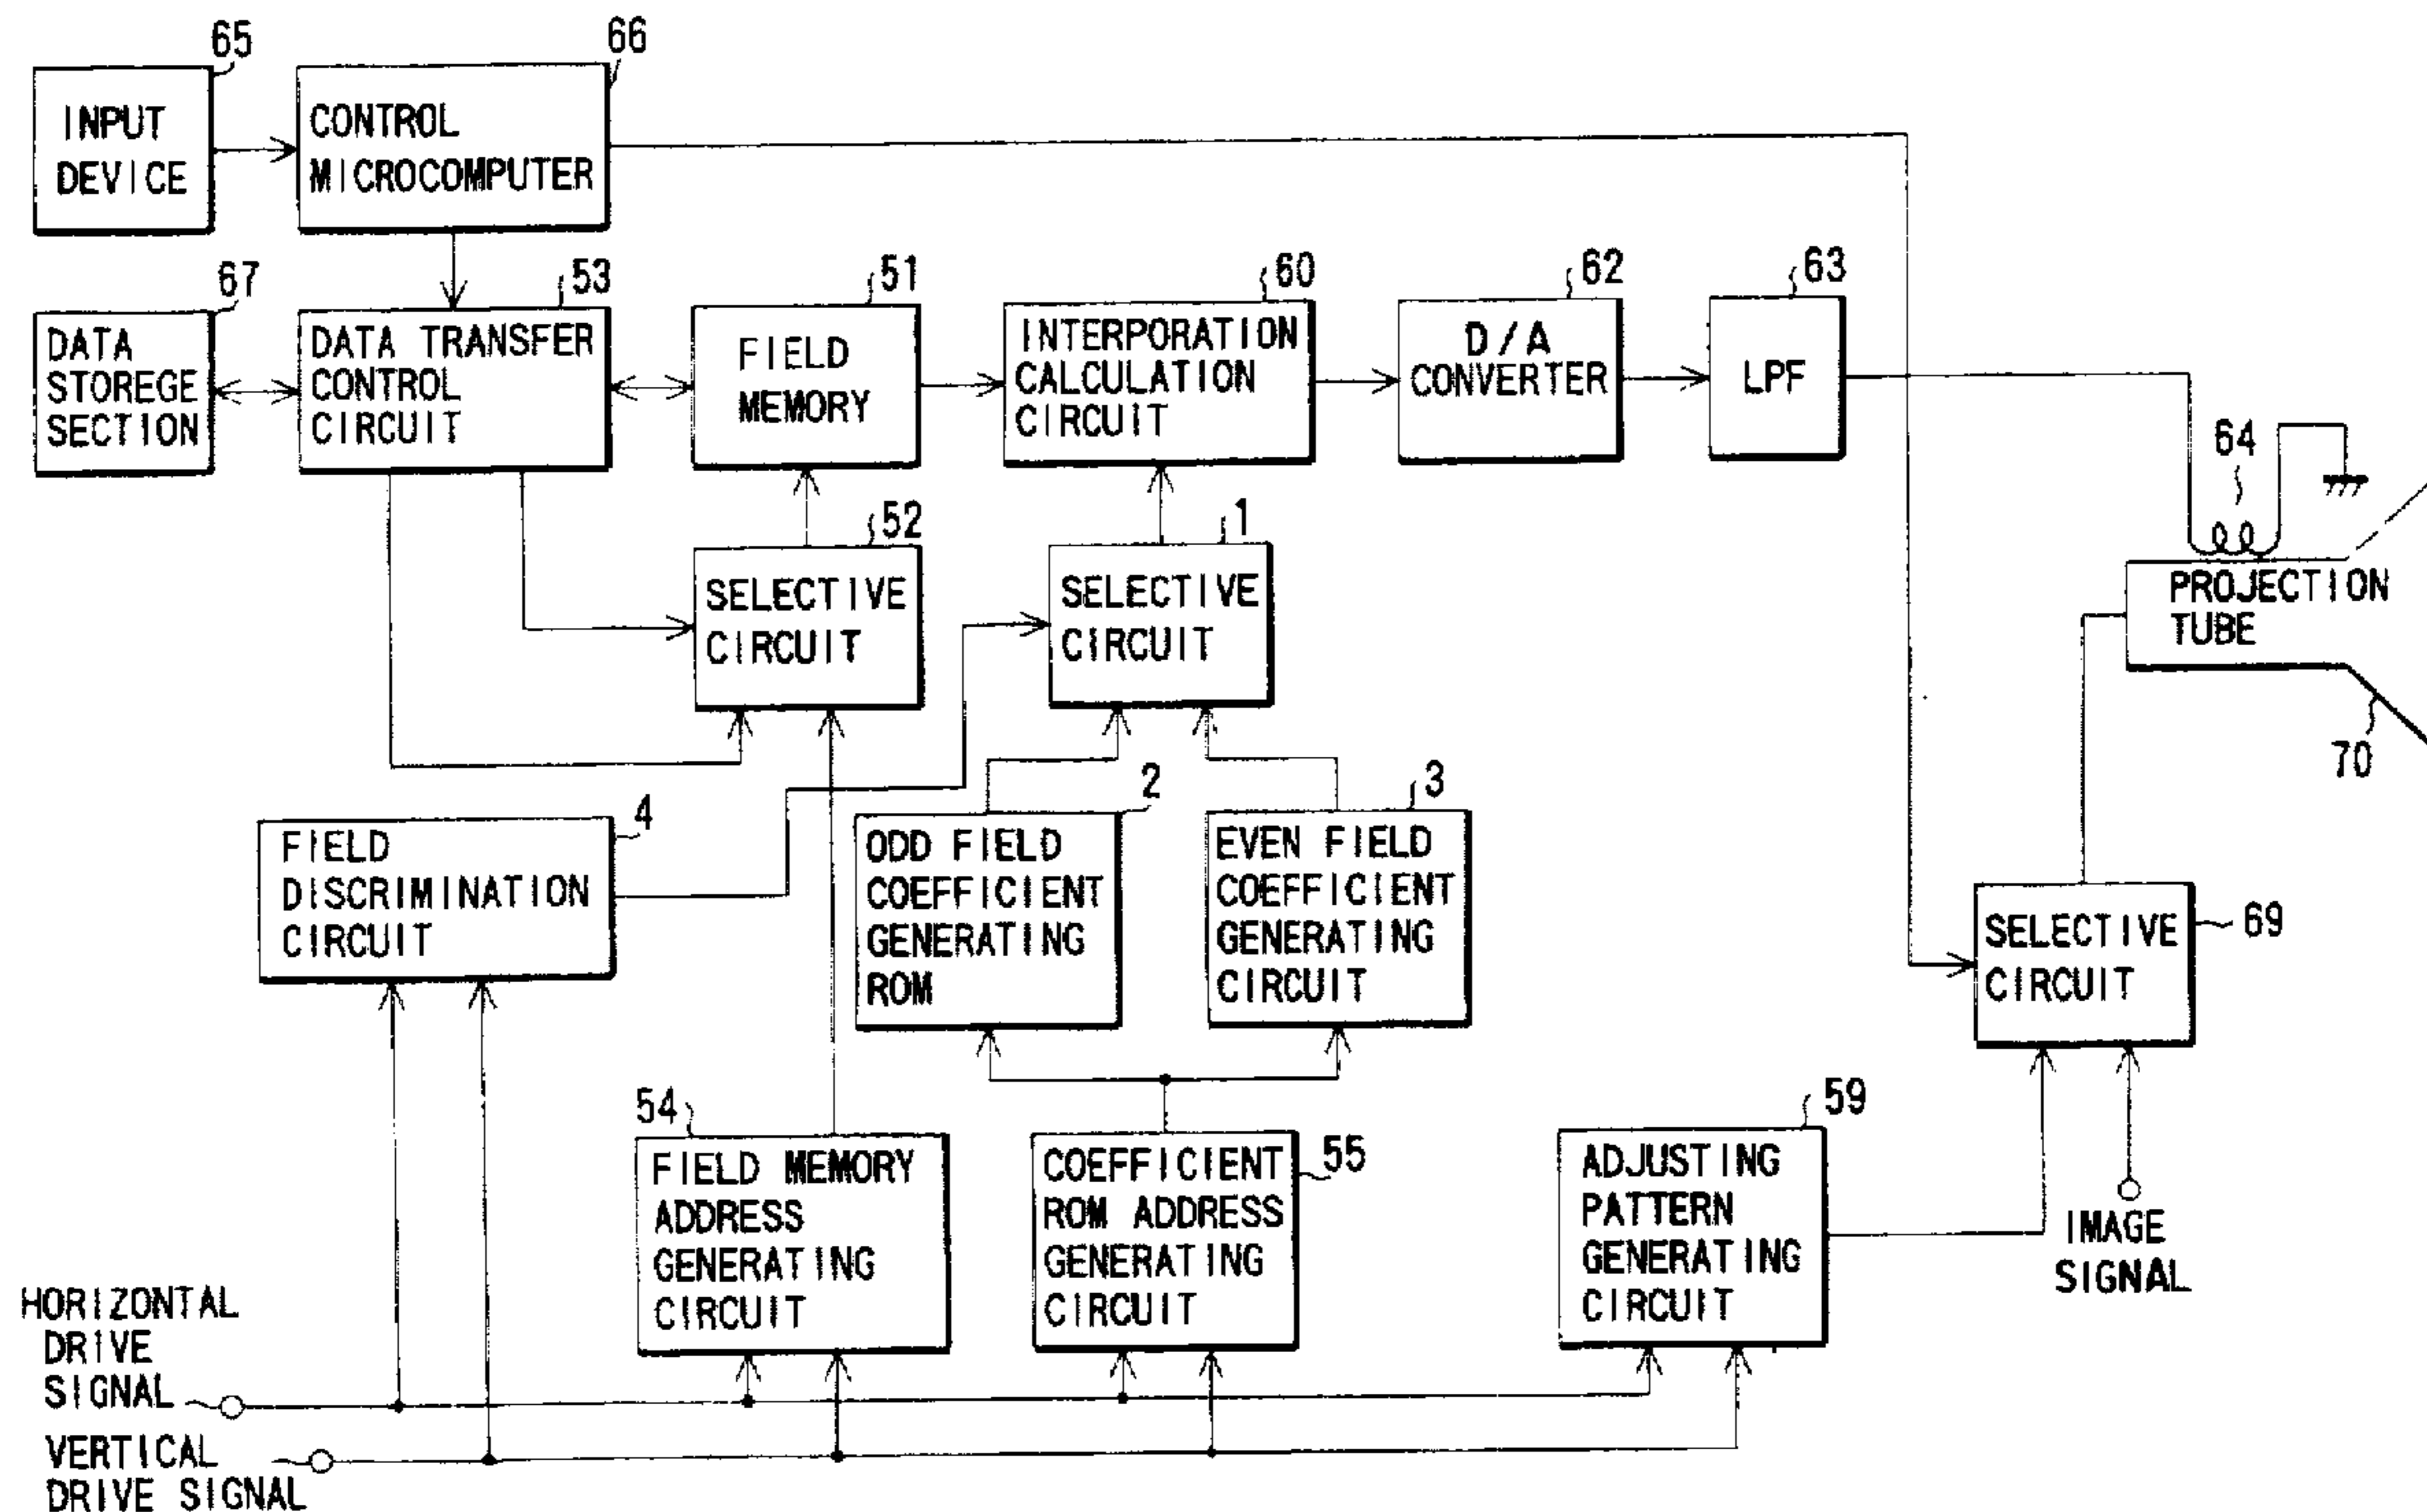 65
66
INPUT
DEVICE
CONTROL
MICROCOMPUTER
67
53
51
60
62
63
DATA
STOREGE
SECTION
DATA TRANSFER
CONTROL
CIRCUIT
FIELD
MEMORY
INTERPORATION
CALCULATION
CIRCUIT
D/A
CONVERTER
LPF
64
52
1
SELECTIVE
CIRCUIT
SELECTIVE
CIRCUIT
PROJECTION
TUBE
70
4
2
3
FIELD
DISCRIMINATION
CIRCUIT
ODD FIELD
COEFFICIENT
GENERATING
ROM
EVEN FIELD
COEFFICIENT
GENERATING
CIRCUIT
SELECTIVE
CIRCUIT
69
54
55
59
FIELD MEMORY
ADDRESS
GENERATING
CIRCUIT
COEFFICIENT
ROM ADDRESS
GENERATING
CIRCUIT
ADJUSTING
PATTERN
GENERATING
CIRCUIT
IMAGE
SIGNAL
HORIZONTAL
DRIVE
SIGNAL
VERTICAL
DRIVE SIGNAL